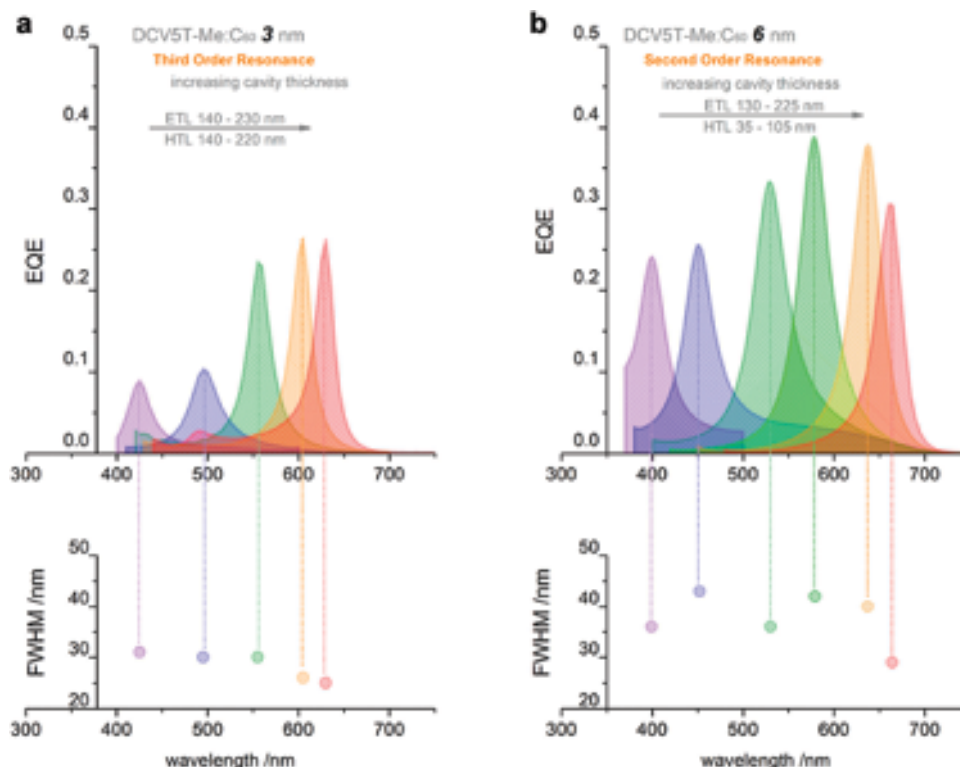 a
DCV5T-Me:C₆₀ 3 nm
Third Order Resonance
increasing cavity thickness
ETL 140 - 230 nm
HTL 140 - 220 nm
EQE
0.5
0.4
0.3
0.2
0.1
0.0
300 400 500 600 700
FWHM /nm
50
40
30
20
300 400 500 600 700
wavelength /nm
b
DCV5T-Me:C₆₀ 6 nm
Second Order Resonance
increasing cavity thickness
ETL 130 - 225 nm
HTL 35 - 105 nm
EQE
0.5
0.4
0.3
0.2
0.1
0.0
300 400 500 600 700
FWHM /nm
50
40
30
20
300 400 500 600 700
wavelength /nm